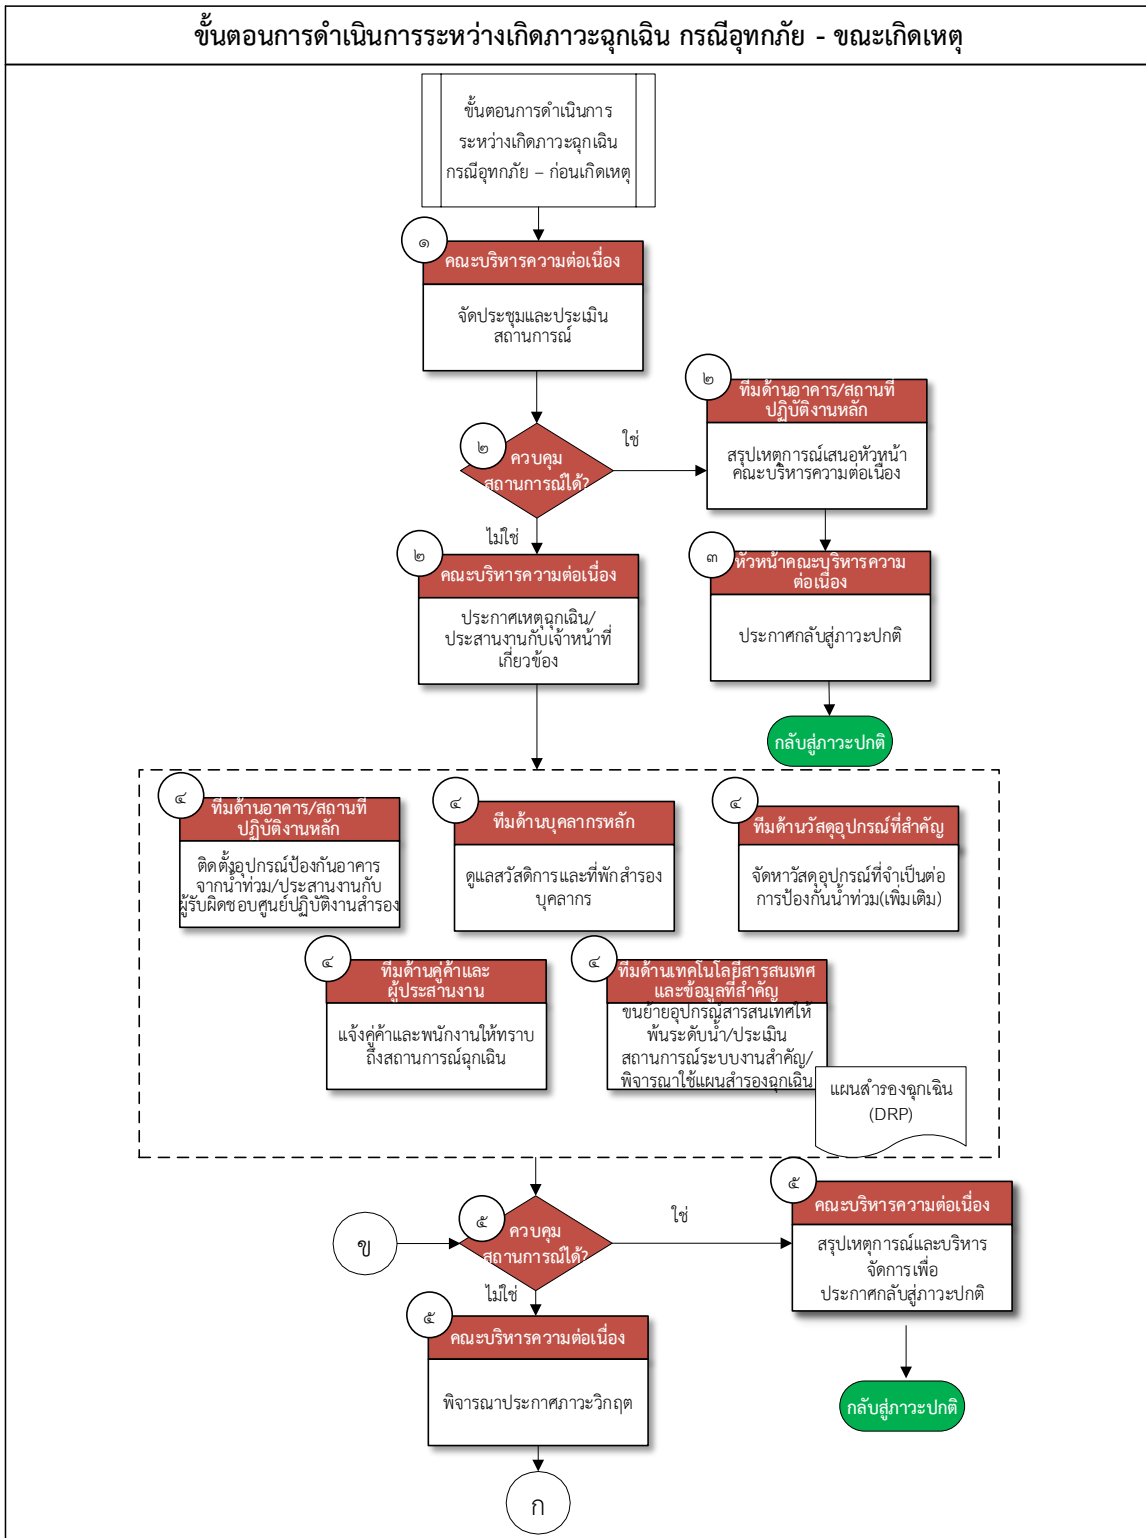 ขั้นตอนการดำเนินการระหว่างเกิดภาวะฉุกเฉิน กรณีอุทกภัย - ขณะเกิดเหตุ
ขั้นตอนการดำเนินการ
ระหว่างเกิดภาวะฉุกเฉิน
กรณีอุทกภัย – ก่อนเกิดเหตุ
๑
คณะบริหารความต่อเนื่อง
จัดประชุมและประเมิน
สถานการณ์
๒
ควบคุม
สถานการณ์ได้?
ใช่
๒
ทีมด้านอาคาร/สถานที่
ปฏิบัติงานหลัก
สรุปเหตุการณ์เสนอหัวหน้า
คณะบริหารความต่อเนื่อง
ไม่ใช่
๒
คณะบริหารความต่อเนื่อง
ประกาศเหตุฉุกเฉิน/
ประสานงานกับเจ้าหน้าที่
เกี่ยวข้อง
๓
หัวหน้าคณะบริหารความ
ต่อเนื่อง
ประกาศกลับสู่ภาวะปกติ
กลับสู่ภาวะปกติ
๔
ทีมด้านอาคาร/สถานที่
ปฏิบัติงานหลัก
ติดตั้งอุปกรณ์ป้องกันอาคาร
จากน้ำท่วม/ประสานงานกับ
ผู้รับผิดชอบศูนย์ปฏิบัติงานสำรอง
๔
ทีมด้านบุคลากรหลัก
ดูแลสวัสดิการและที่พักสำรอง
บุคลากร
๔
ทีมด้านวัสดุอุปกรณ์ที่สำคัญ
จัดหาวัสดุอุปกรณ์ที่จำเป็นต่อ
การป้องกันน้ำท่วม(เพิ่มเติม)
๔
ทีมด้านคู่ค้าและ
ผู้ประสานงาน
แจ้งคู่ค้าและพนักงานให้ทราบ
ถึงสถานการณ์ฉุกเฉิน
๔
ทีมด้านเทคโนโลยีสารสนเทศ
และข้อมูลที่สำคัญ
ขนย้ายอุปกรณ์สารสนเทศให้
พ้นระดับน้ำ/ประเมิน
สถานการณ์ระบบงานสำคัญ/
พิจารณาใช้แผนสำรองฉุกเฉิน
แผนสำรองฉุกเฉิน
(DRP)
ข
๕
ควบคุม
สถานการณ์ได้?
ใช่
๕
คณะบริหารความต่อเนื่อง
สรุปเหตุการณ์และบริหาร
จัดการเพื่อ
ประกาศกลับสู่ภาวะปกติ
ไม่ใช่
๕
คณะบริหารความต่อเนื่อง
พิจารณาประกาศภาวะวิกฤต
กลับสู่ภาวะปกติ
ก